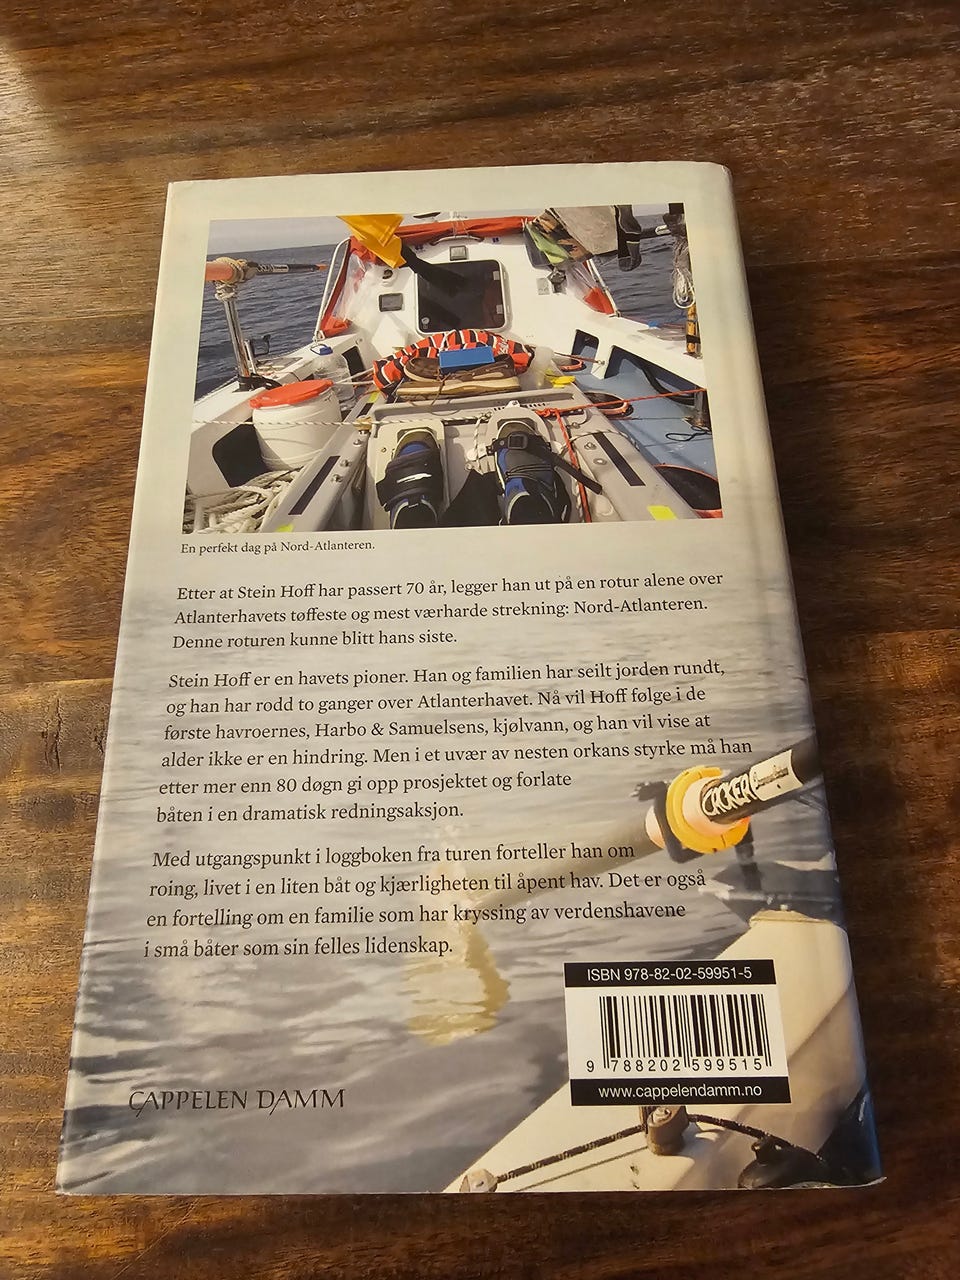 En perfekt dag på Nord-Atlanteren.
Etter at Stein Hoff har passert 70 år, legger han ut på en rotur alene over
Atlanterhavets tøffeste og mest værharde strekning: Nord-Atlanteren.
Denne roturen kunne blitt hans siste.
Stein Hoff er en havets pioner. Han og familien har seilt jorden rundt,
og han har rodd to ganger over Atlanterhavet. Nå vil Hoff følge i de
første havroernes, Harbo & Samuelsens, kjølvann, og han vil vise at
alder ikke er en hindring. Men i et uvær av nesten orkans styrke må han
etter mer enn 80 døgn gi opp prosjektet og forlate
båten i en dramatisk redningsaksjon.
CROKER
Med utgangspunkt i loggboken fra turen forteller han om
roing, livet i en liten båt og kjærligheten til åpent hav. Det er også
en fortelling om en familie som har kryssing av verdenshavene
i små båter som sin felles lidenskap.
ISBN 978-82-02-59951-5
9 788202 599515
www.cappelendamm.no
CAPPELEN DAMM